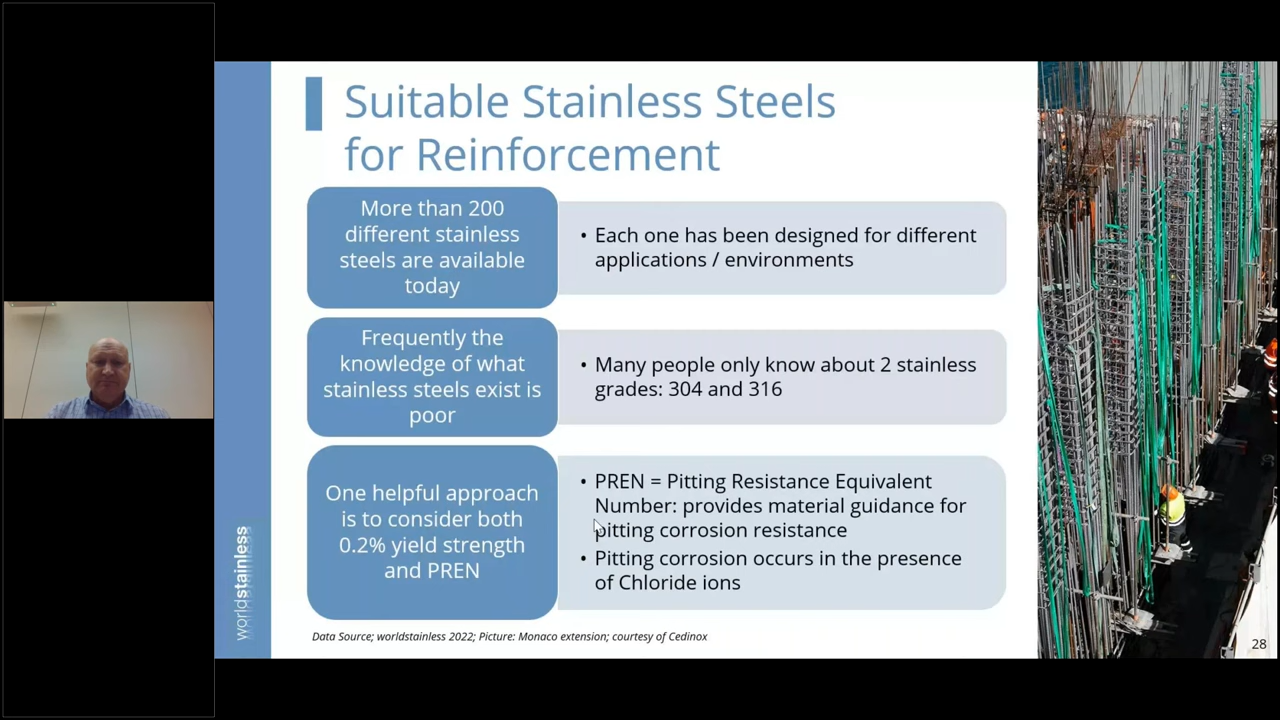 Suitable Stainless Steels
for Reinforcement
More than 200
different stainless
steels are available
today
• Each one has been designed for different
applications / environments
Frequently the
knowledge of what
stainless steels exist is
poor
• Many people only know about 2 stainless
grades: 304 and 316
One helpful approach
is to consider both
0.2% yield strength
and PREN
• PREN = Pitting Resistance Equivalent
Number: provides material guidance for
pitting corrosion resistance
• Pitting corrosion occurs in the presence
of Chloride ions
worldstainless
Data Source; worldstainless 2022; Picture: Monaco extension; courtesy of Cedinox
28